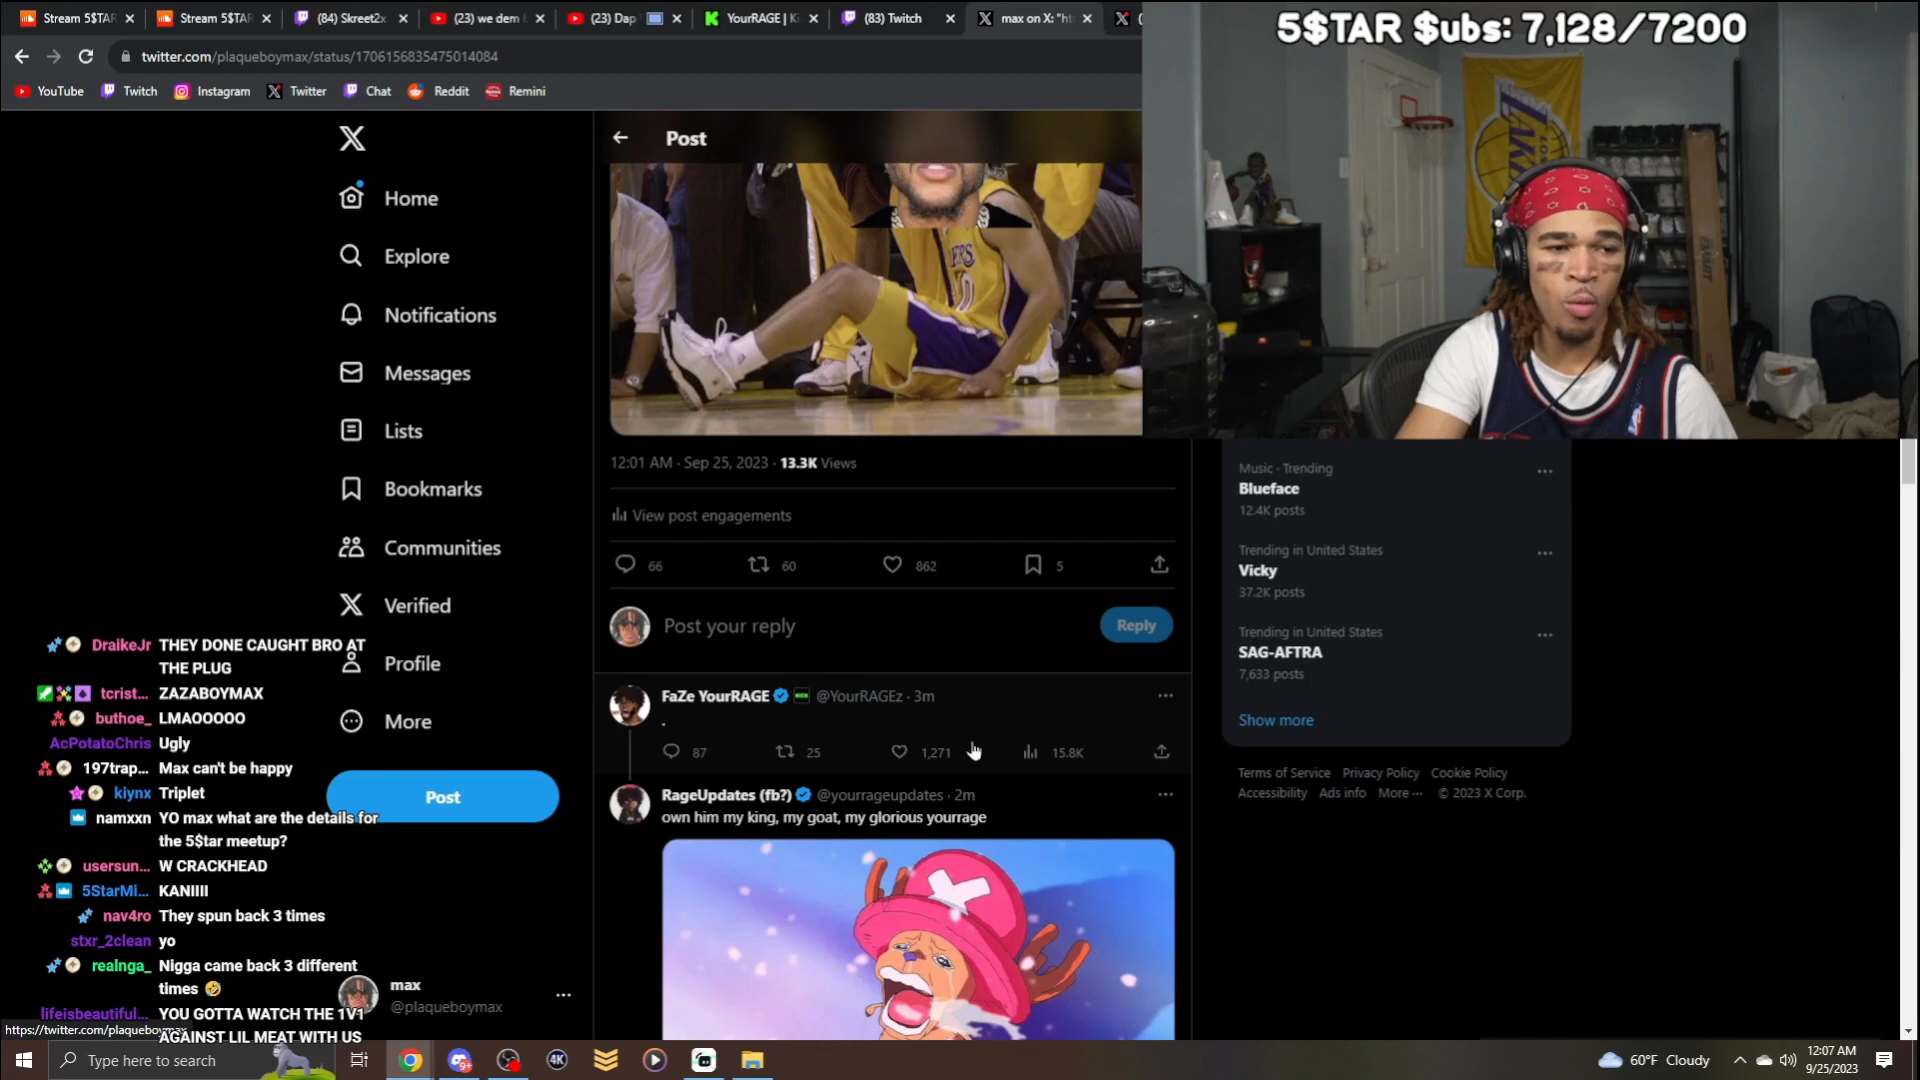 Stream 5$TAR
Stream 5$TAR
(84) Skreet2x
(23) we dem
(23) Dap
YourRAGE | K
(83) Twitch
max on X: "ht
5$TAR $ubs: 7,128/7200
twitter.com/plaqueboymax/status/1706156835475014084
YouTube
Twitch
Instagram
Twitter
Chat
Reddit
Remini
Post
Home
Explore
Notifications
Messages
Lists
Bookmarks
Communities
Verified
Profile
More
Post
max
@plaqueboymax
12:01 AM · Sep 25, 2023 · 13.3K Views
View post engagements
66 60 862 5
Post your reply
Reply
FaZe YourRAGE @YourRAGEz · 3m
.
87 25 1,271 15.8K
RageUpdates (fb?) @yourrageupdates · 2m
own him my king, my goat, my glorious yourrage
Music · Trending
Blueface
12.4K posts
Trending in United States
Vicky
37.2K posts
Trending in United States
SAG-AFTRA
7,633 posts
Show more
Terms of Service Privacy Policy Cookie Policy
Accessibility Ads info More ··· © 2023 X Corp.
DraikeJr THEY DONE CAUGHT BRO AT
THE PLUG
tcrist... ZAZABOYMAX
buthoe_ LMAOOOOO
AcPotatoChris Ugly
197trap... Max can't be happy
kiynx Triplet
namxxn YO max what are the details for
the 5$tar meetup?
usersun... W CRACKHEAD
5StarMi... KANIIII
nav4ro They spun back 3 times
stxr_2clean yo
realnga_ Nigga came back 3 different
times 🤣
lifeisbeautiful... YOU GOTTA WATCH THE 1V1
AGAINST LIL MEAT WITH US
https://twitter.com/plaqueboymax
Type here to search
60°F Cloudy
12:07 AM
9/25/2023